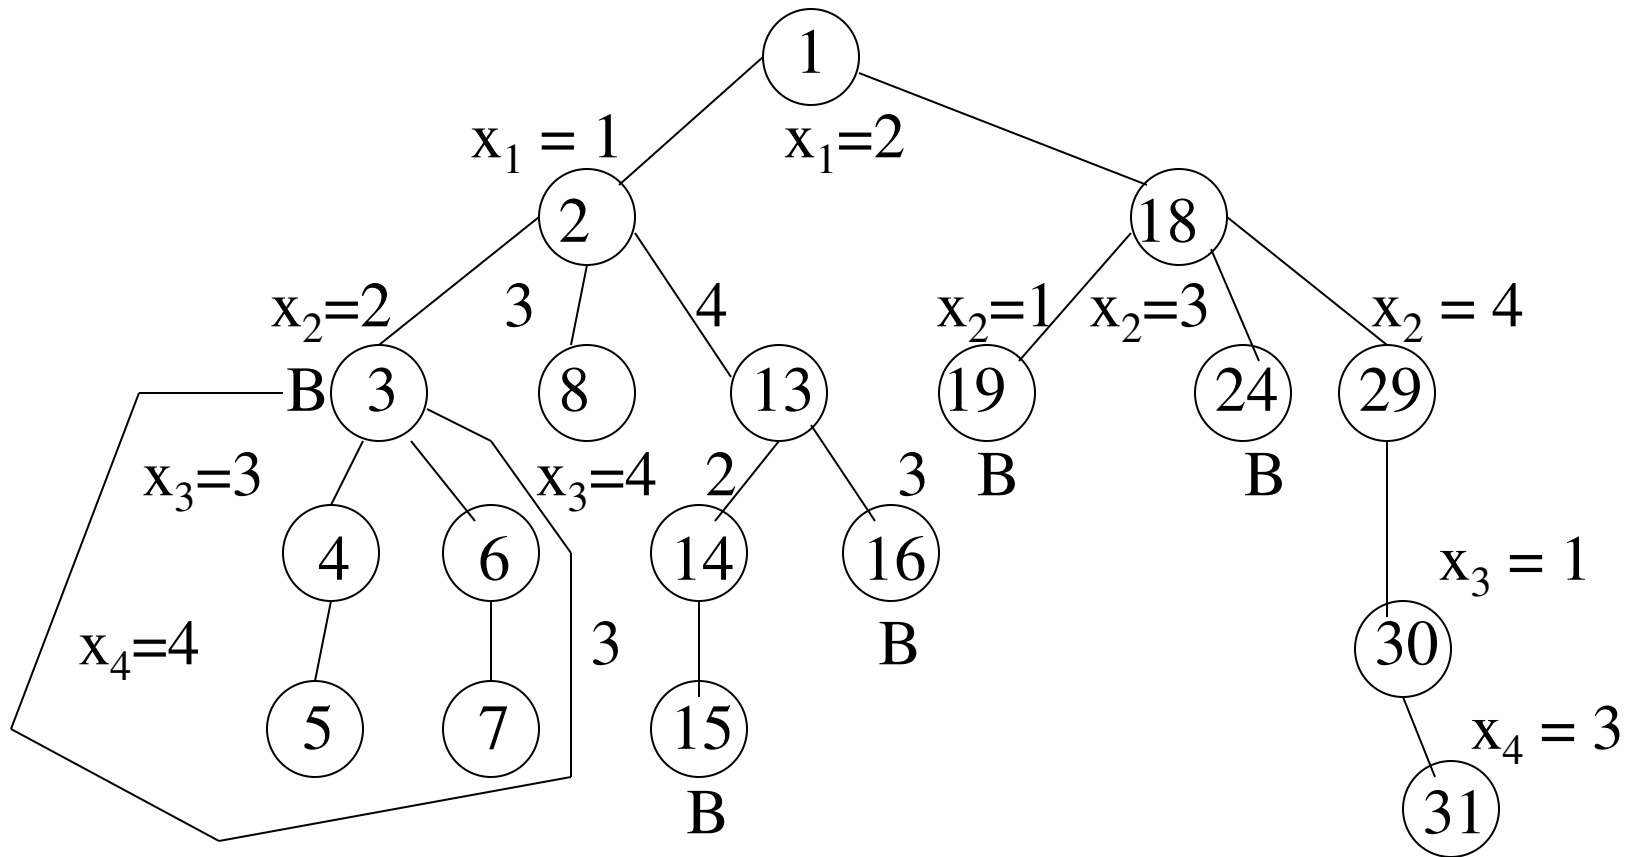 1
x₁ = 1
x₁=2
2
18
x₂=2
3
4
x₂=1
x₂=3
x₂ = 4
B
3
8
13
19
24
29
x₃=3
x₃=4
2
3
B
B
4
6
14
16
x₃ = 1
x₄=4
3
B
30
5
7
15
x₄ = 3
B
31